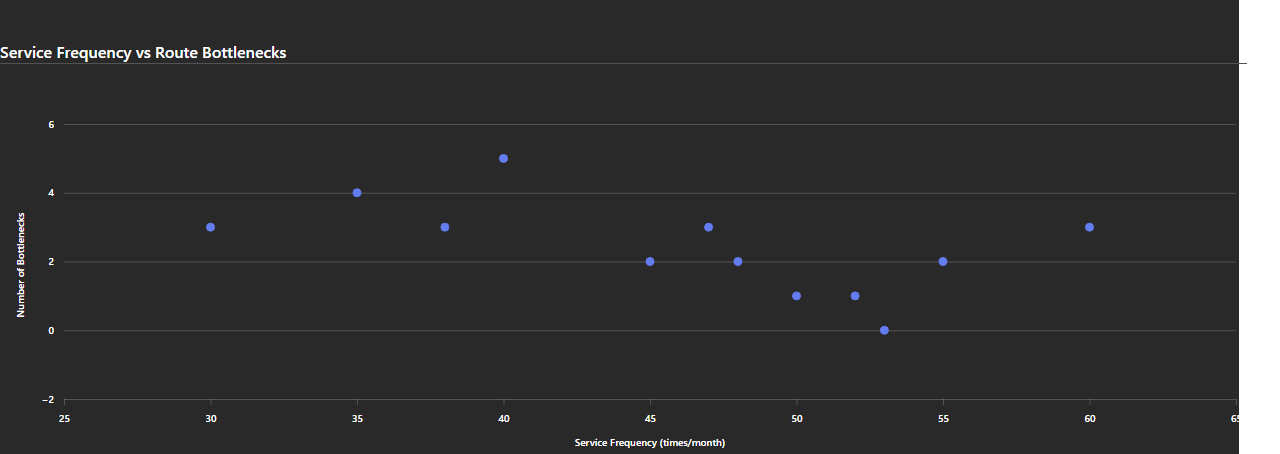 Service Frequency vs Route Bottlenecks
6
4
2
0
−2
Number of Bottlenecks
25 30 35 40 45 50 55 60
Service Frequency (times/month)